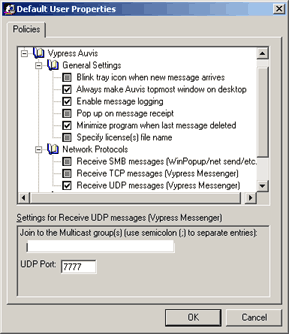 Default User Properties
Policies
Vypress Auvis
General Settings
Blink tray icon when new message arrives
Always make Auvis topmost window on desktop
Enable message logging
Pop up on message receipt
Minimize program when last message deleted
Specify license(s) file name
Network Protocols
Receive SMB messages (WinPopup/net send/etc.
Receive TCP messages (Vypress Messenger)
Receive UDP messages (Vypress Messenger)
Settings for Receive UDP messages (Vypress Messenger)
Join to the Multicast group(s) (use semicolon (;) to separate entries):
UDP Port: 7777
OK Cancel